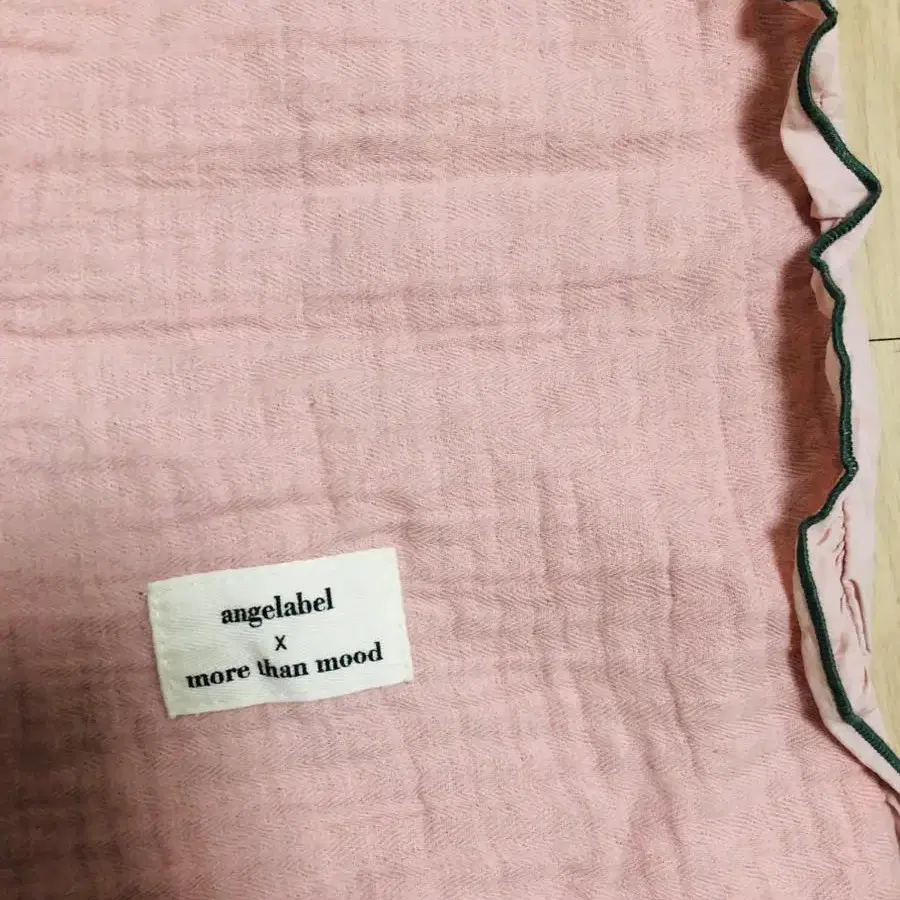 angelabel
x
more than mood